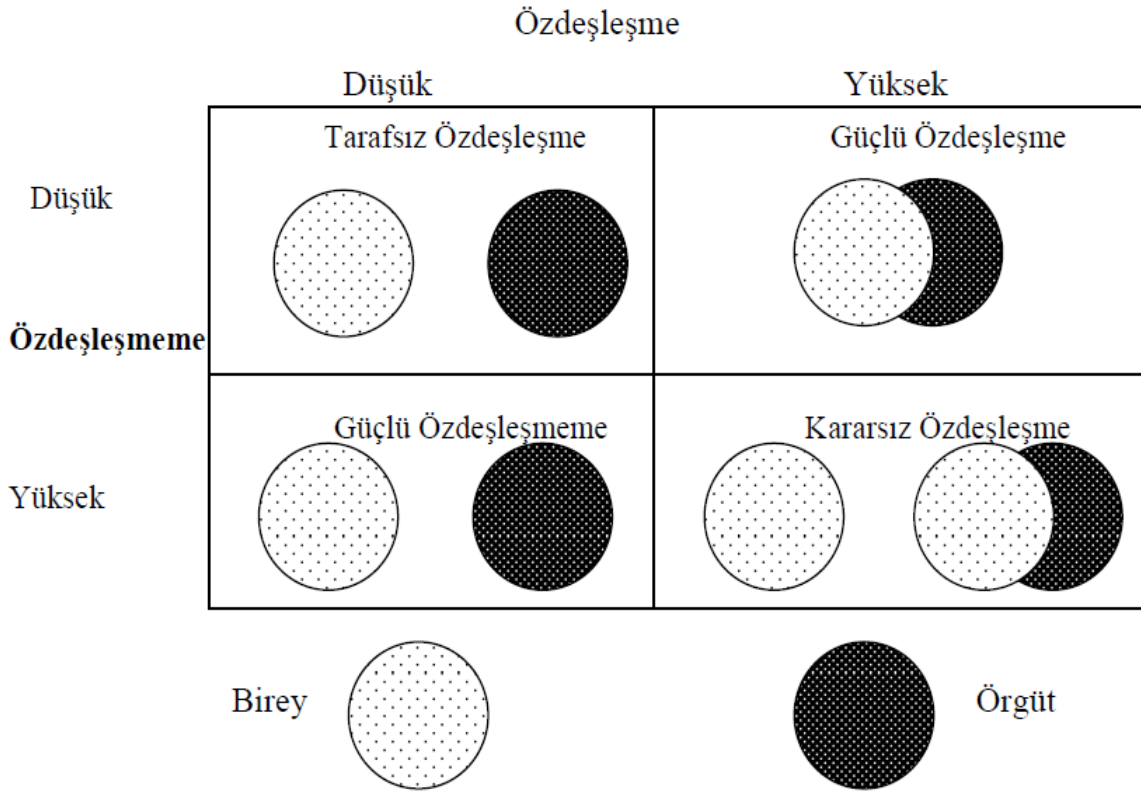 Özdeşleşme
Düşük Yüksek
Tarafsız Özdeşleşme Güçlü Özdeşleşme
Düşük
Özdeşleşmeme
Güçlü Özdeşleşmeme Kararsız Özdeşleşme
Yüksek
Birey Örgüt